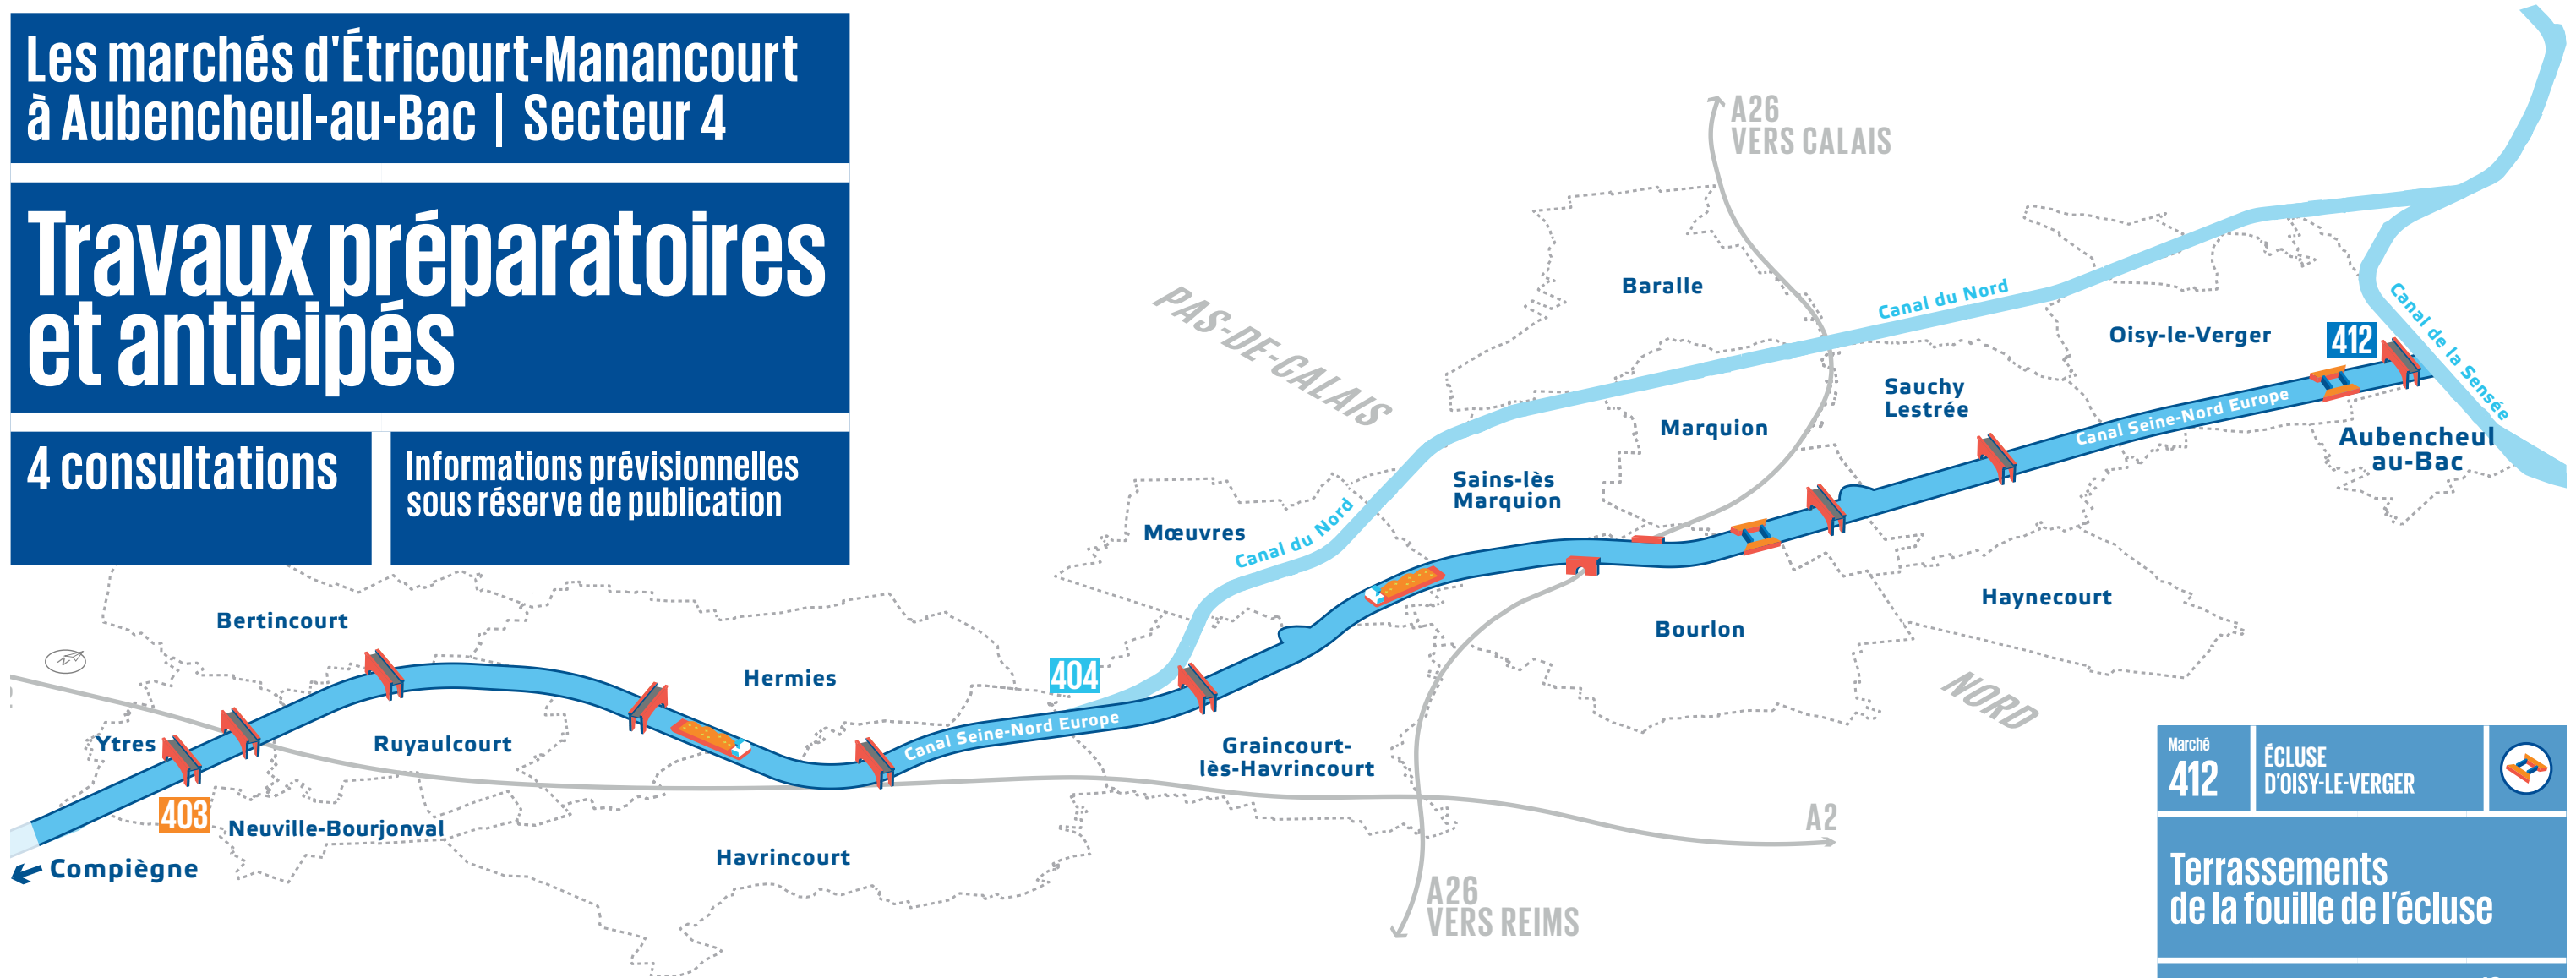 Les marchés d'Étricourt-Manancourt
à Aubencheul-au-Bac | Secteur 4
Travaux préparatoires
et anticipés
4 consultations
Informations prévisionnelles
sous réserve de publication
A26
VERS CALAIS
PAS-DE-CALAIS
Baralle
Canal du Nord
Oisy-le-Verger
412
Canal de la Sensée
Sauchy
Lestrée
Marquion
Canal Seine-Nord Europe
Aubencheul
au-Bac
Sains-lès
Marquion
Mœuvres
Canal du Nord
Haynecourt
Bourlon
Bertincourt
N
Hermies
404
NORD
Canal Seine-Nord Europe
Ytres
Ruyaulcourt
Graincourt-
lès-Havrincourt
403
Neuville-Bourjonval
A2
Havrincourt
Compiègne
A26
VERS REIMS
Marché
412
ÉCLUSE
D'OISY-LE-VERGER
Terrassements
de la fouille de l'écluse